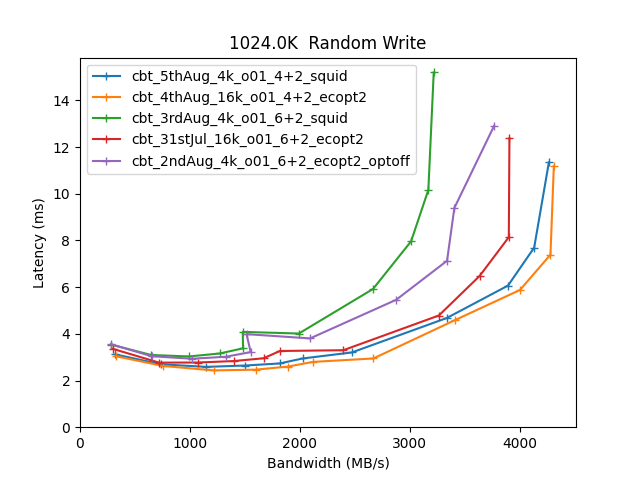 1024.0K  Random Write
cbt_5thAug_4k_o01_4+2_squid
cbt_4thAug_16k_o01_4+2_ecopt2
cbt_3rdAug_4k_o01_6+2_squid
cbt_31stJul_16k_o01_6+2_ecopt2
cbt_2ndAug_4k_o01_6+2_ecopt2_optoff
Latency (ms)
14
12
10
8
6
4
2
0
0 1000 2000 3000 4000
Bandwidth (MB/s)